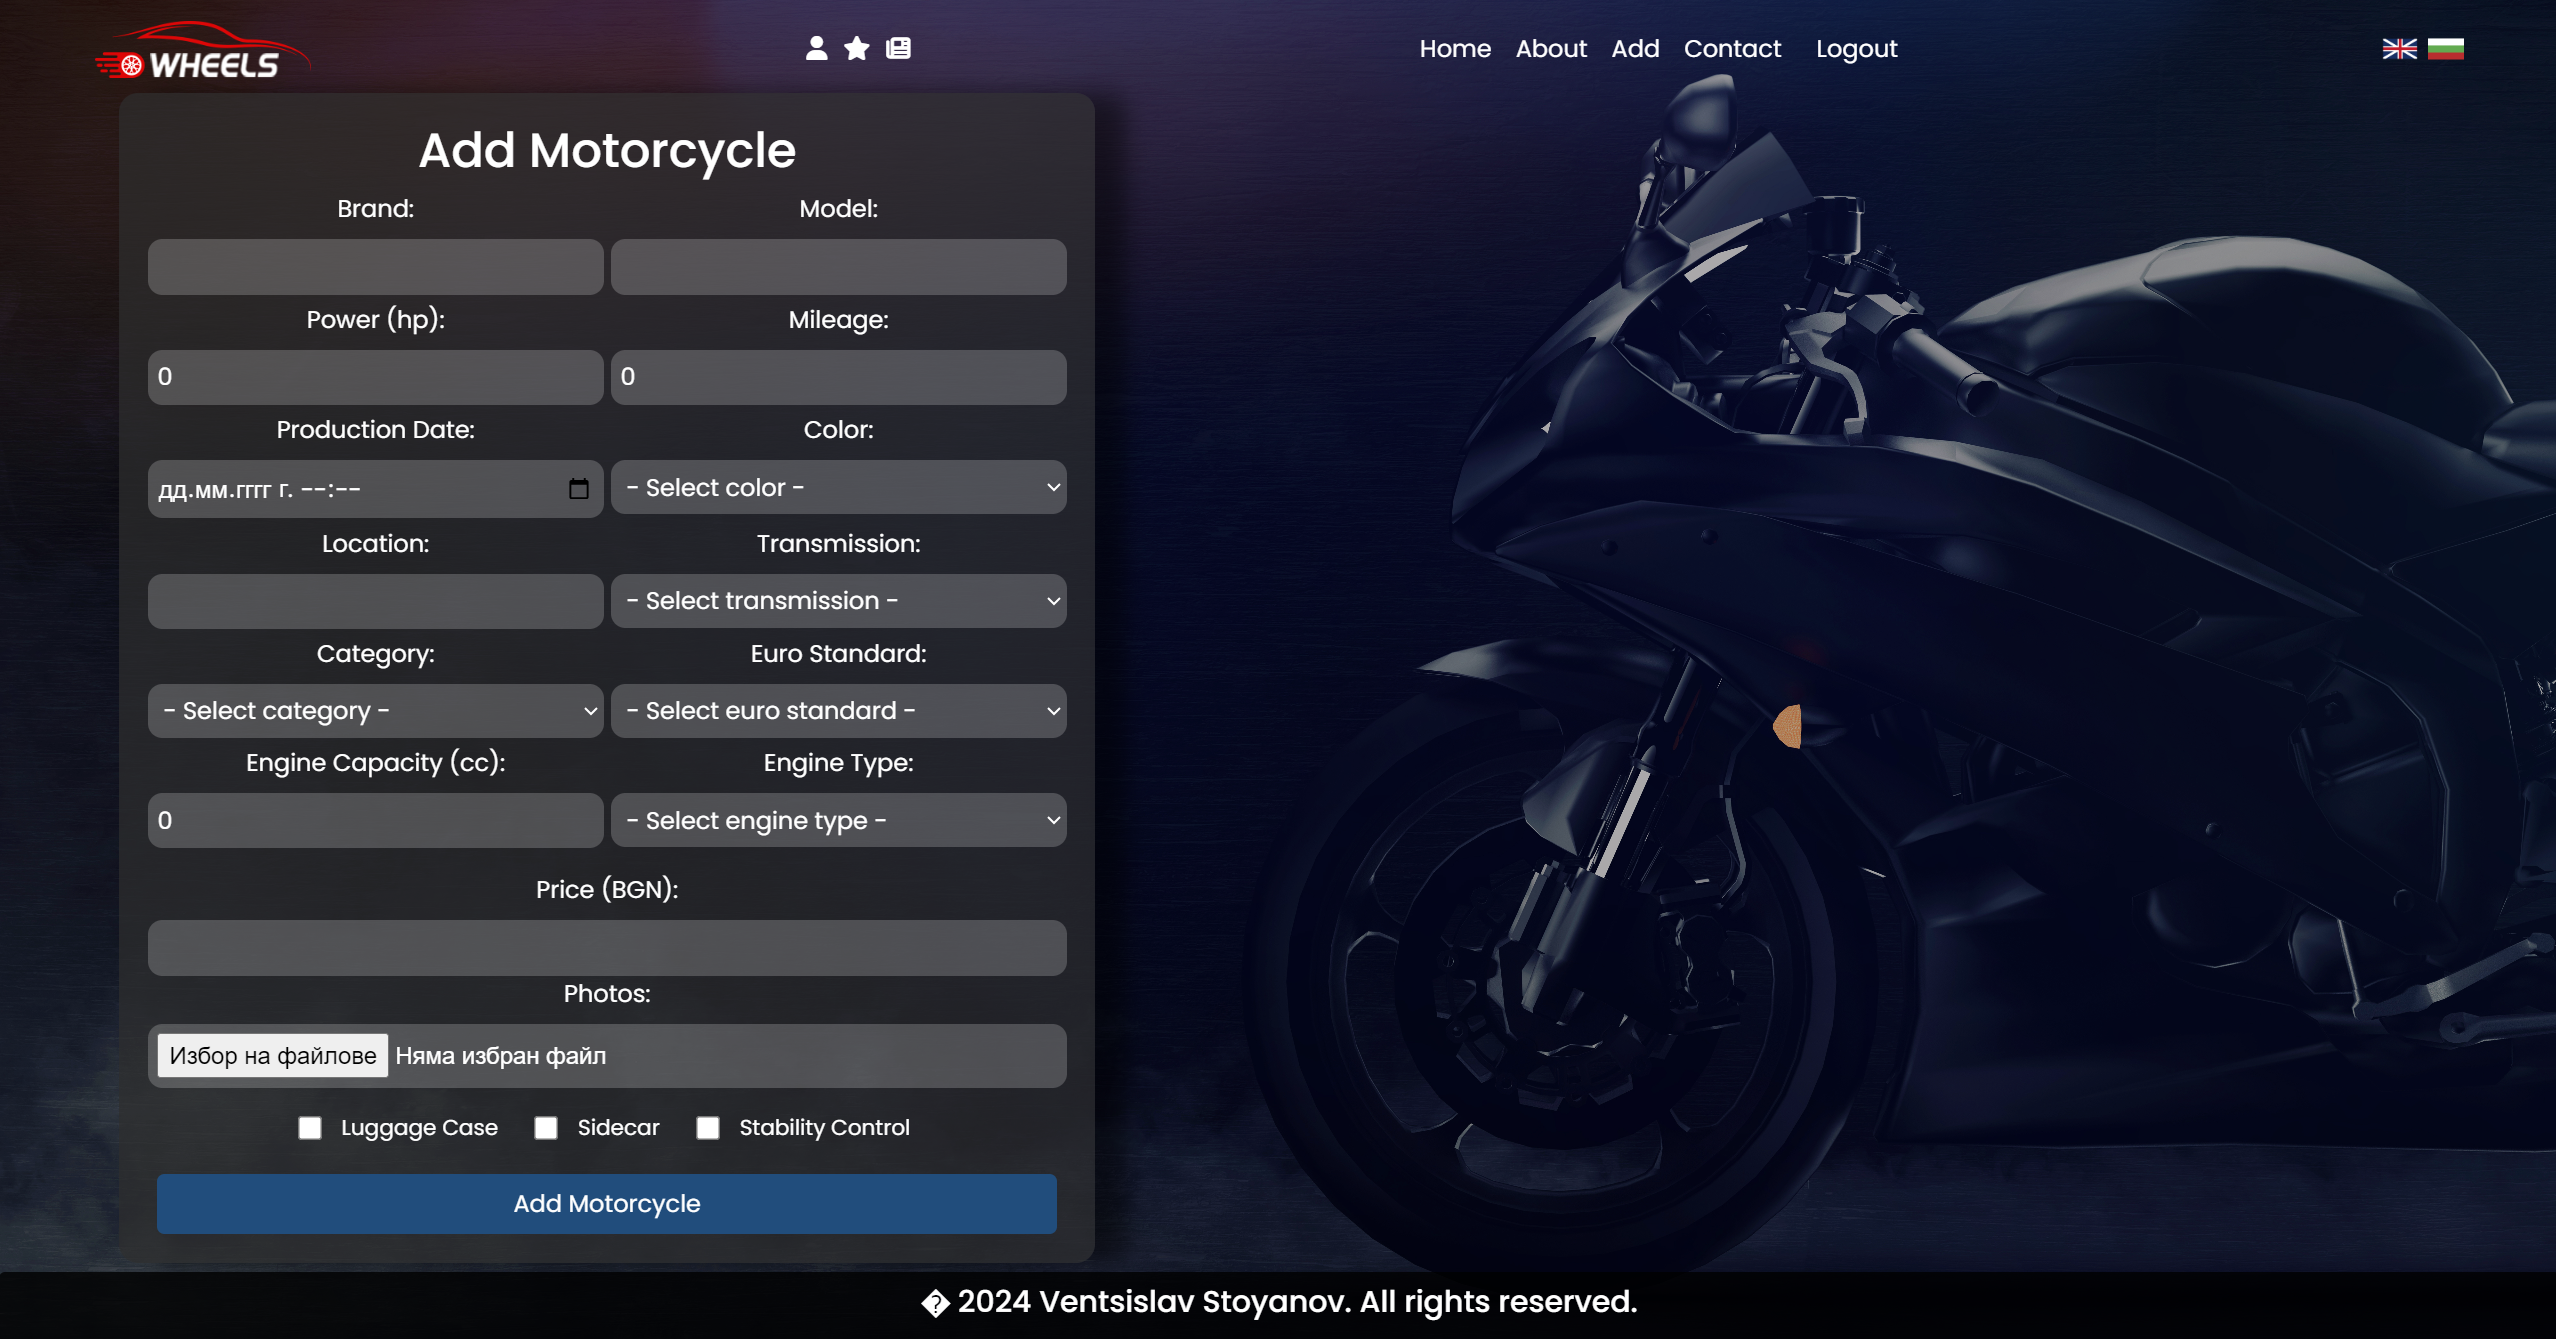 WHEELS
Home About Add Contact Logout
Add Motorcycle
Brand: Model:
Power (hp): Mileage:
0 0
Production Date: Color:
дд.мм.гггг г. --:-- - Select color -
Location: Transmission:
- Select transmission -
Category: Euro Standard:
- Select category - - Select euro standard -
Engine Capacity (cc): Engine Type:
0 - Select engine type -
Price (BGN):
Photos:
Избор на файлове Няма избран файл
Luggage Case Sidecar Stability Control
Add Motorcycle
� 2024 Ventsislav Stoyanov. All rights reserved.